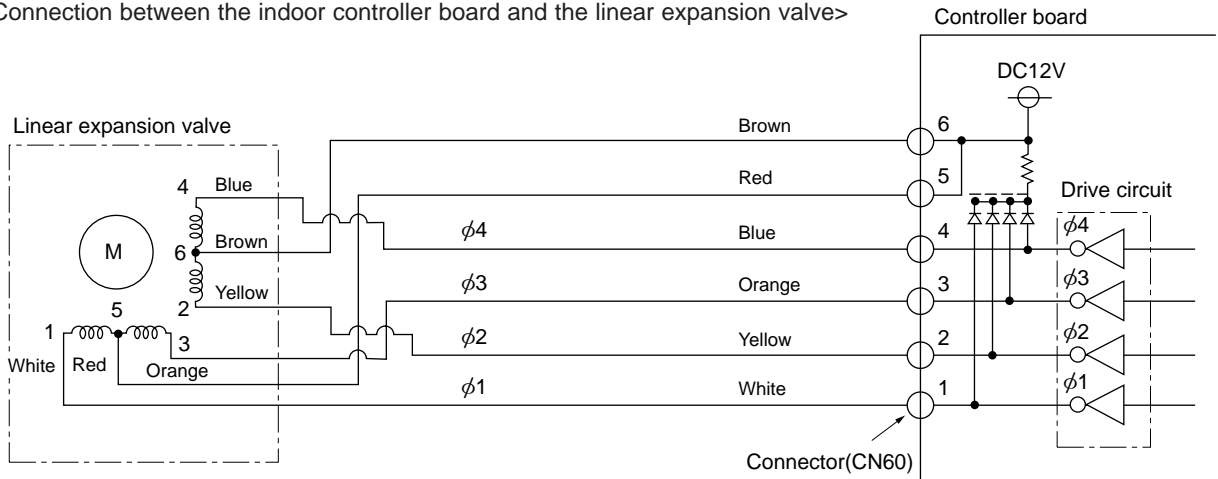 Connection between the indoor controller board and the linear expansion valve>
Controller board
DC12V
Linear expansion valve
Brown
6
Red
5
Drive circuit
4
Blue
ϕ4
Blue
4
ϕ4
M
6
Brown
ϕ3
Orange
3
ϕ3
Yellow
2
5
1
3
ϕ2
Yellow
2
ϕ2
White
Red
Orange
ϕ1
White
1
ϕ1
Connector(CN60)